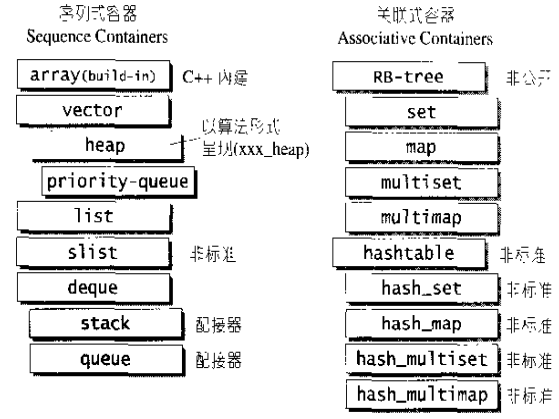 序列式容器
Sequence Containers
array(build-in) C++ 内建
vector
heap
以算法形式
呈现(xxx_heap)
priority-queue
list
slist 非标准
deque
stack 配接器
queue 配接器
关联式容器
Associative Containers
RB-tree 非公开
set
map
multiset
multimap
hashtable 非标准
hash_set 非标准
hash_map 非标准
hash_multiset 非标准
hash_multimap 非标准